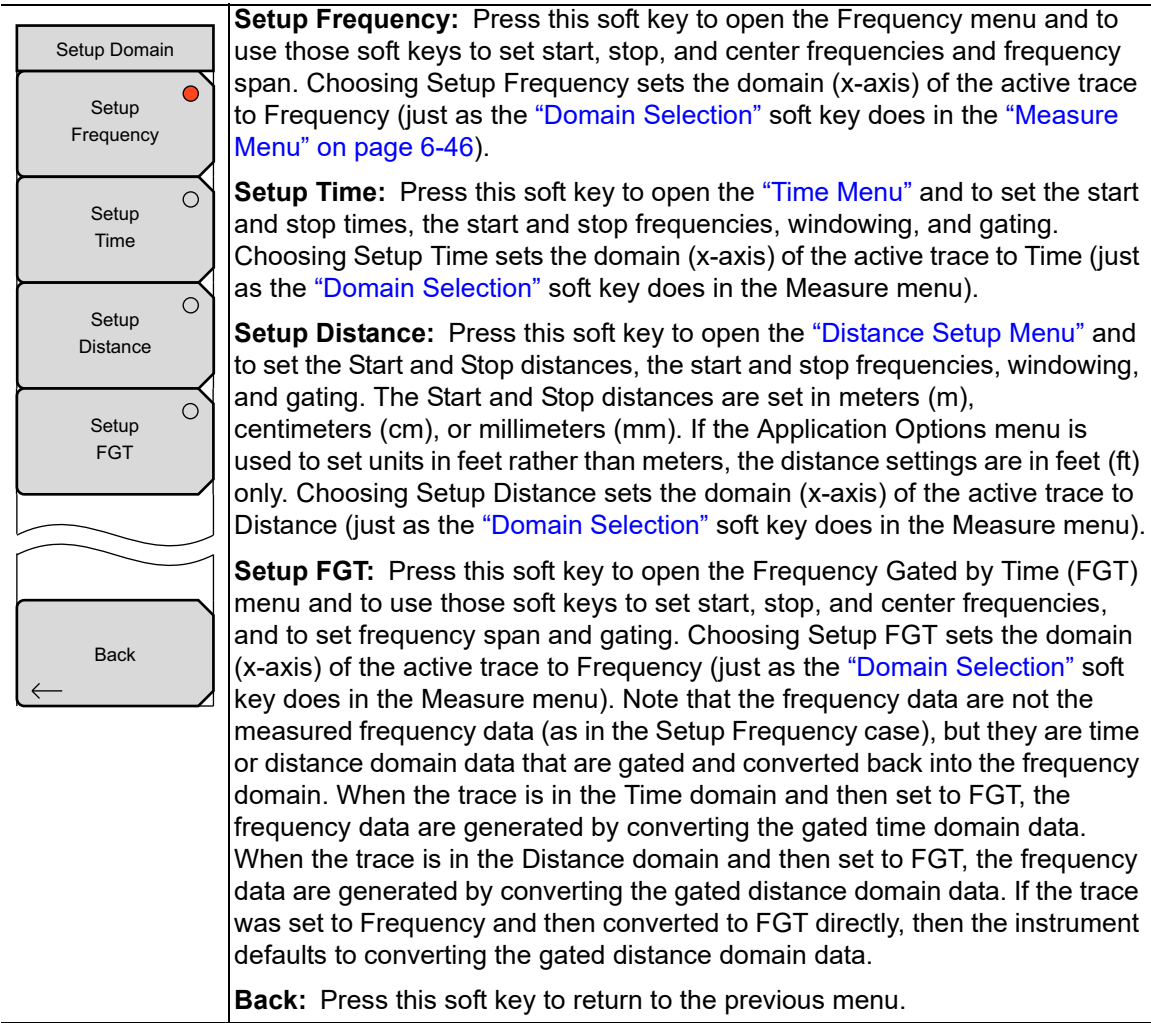 Setup Domain
Setup
Frequency
Setup
Time
Setup
Distance
Setup
FGT
Back
Setup Frequency: Press this soft key to open the Frequency menu and to
use those soft keys to set start, stop, and center frequencies and frequency
span. Choosing Setup Frequency sets the domain (x-axis) of the active trace
to Frequency (just as the “Domain Selection” soft key does in the “Measure
Menu” on page 6-46).
Setup Time: Press this soft key to open the “Time Menu” and to set the start
and stop times, the start and stop frequencies, windowing, and gating.
Choosing Setup Time sets the domain (x-axis) of the active trace to Time (just
as the “Domain Selection” soft key does in the Measure menu).
Setup Distance: Press this soft key to open the “Distance Setup Menu” and
to set the Start and Stop distances, the start and stop frequencies, windowing,
and gating. The Start and Stop distances are set in meters (m),
centimeters (cm), or millimeters (mm). If the Application Options menu is
used to set units in feet rather than meters, the distance settings are in feet (ft)
only. Choosing Setup Distance sets the domain (x-axis) of the active trace to
Distance (just as the “Domain Selection” soft key does in the Measure menu).
Setup FGT: Press this soft key to open the Frequency Gated by Time (FGT)
menu and to use those soft keys to set start, stop, and center frequencies,
and to set frequency span and gating. Choosing Setup FGT sets the domain
(x-axis) of the active trace to Frequency (just as the “Domain Selection” soft
key does in the Measure menu). Note that the frequency data are not the
measured frequency data (as in the Setup Frequency case), but they are time
or distance domain data that are gated and converted back into the frequency
domain. When the trace is in the Time domain and then set to FGT, the
frequency data are generated by converting the gated time domain data.
When the trace is in the Distance domain and then set to FGT, the frequency
data are generated by converting the gated distance domain data. If the trace
was set to Frequency and then converted to FGT directly, then the instrument
defaults to converting the gated distance domain data.
Back: Press this soft key to return to the previous menu.